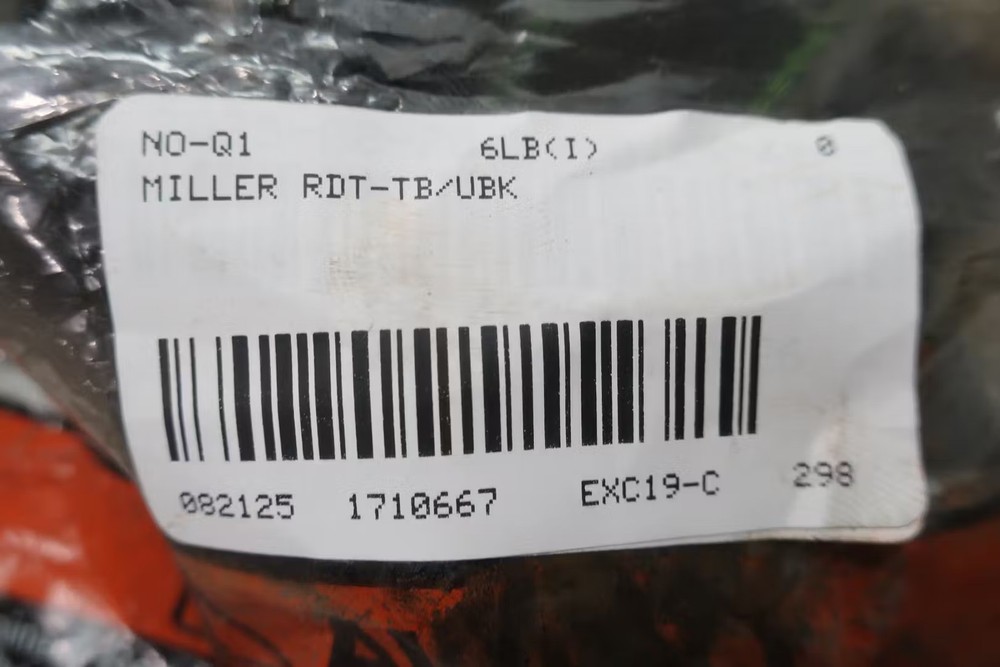 NO-Q1 6LB(I) 0
MILLER RDT-TB/UBK
082125 1710667 EXC19-C 298